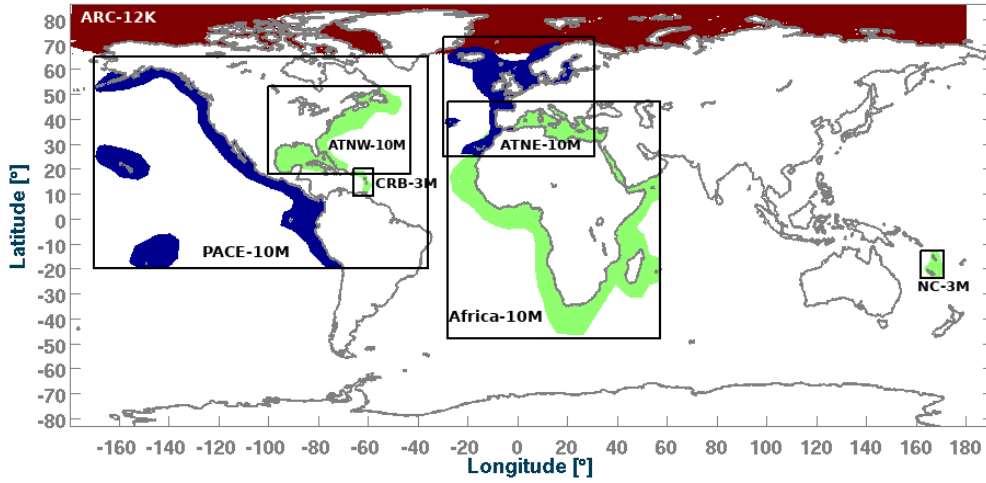 ARC-12K
80
70
60
50
40
30
20
10
0
-10
-20
-30
-40
-50
-60
-70
-80
Latitude [°]
ATNW-10M
ATNE-10M
CRB-3M
PACE-10M
NC-3M
Africa-10M
-160 -140 -120 -100 -80 -60 -40 -20 0 20 40 60 80 100 120 140 160 180
Longitude [°]